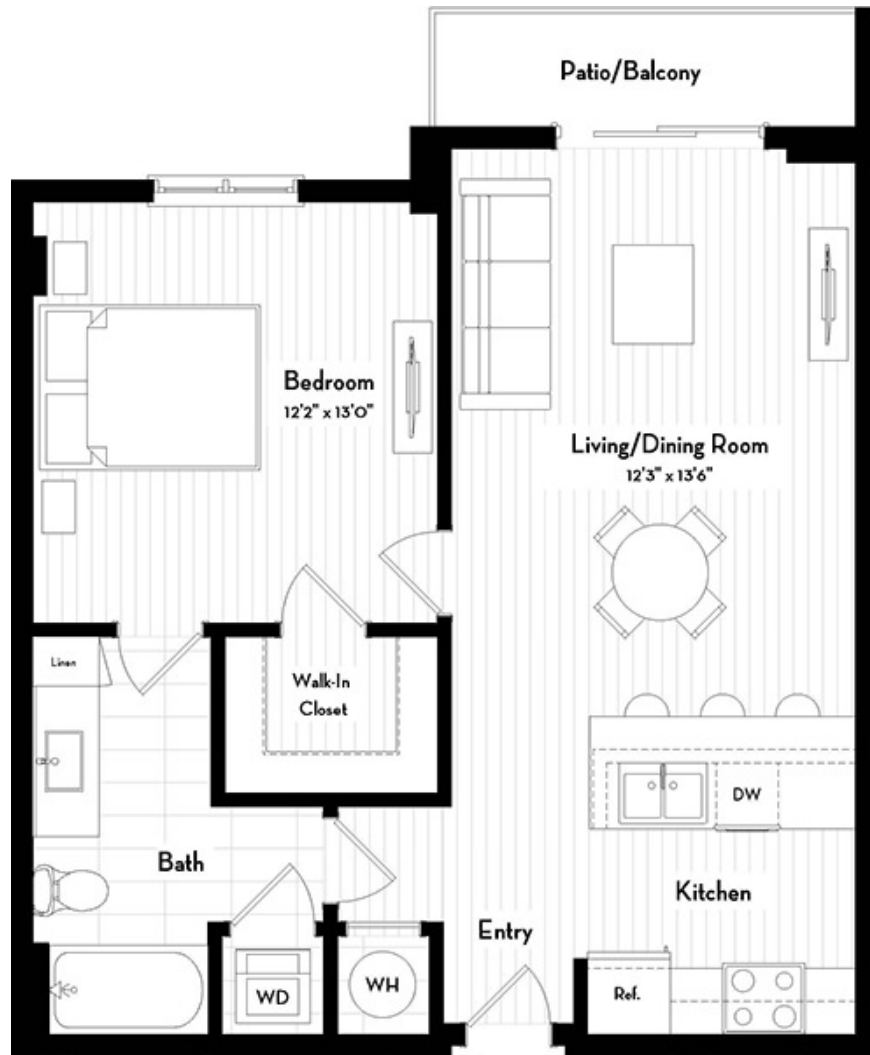 Patio/Balcony
Bedroom
12'2" x 13'0"
Living/Dining Room
12'3" x 13'6"
Linen
Walk-In
Closet
DW
Bath
Kitchen
Entry
WD
WH
Ref.